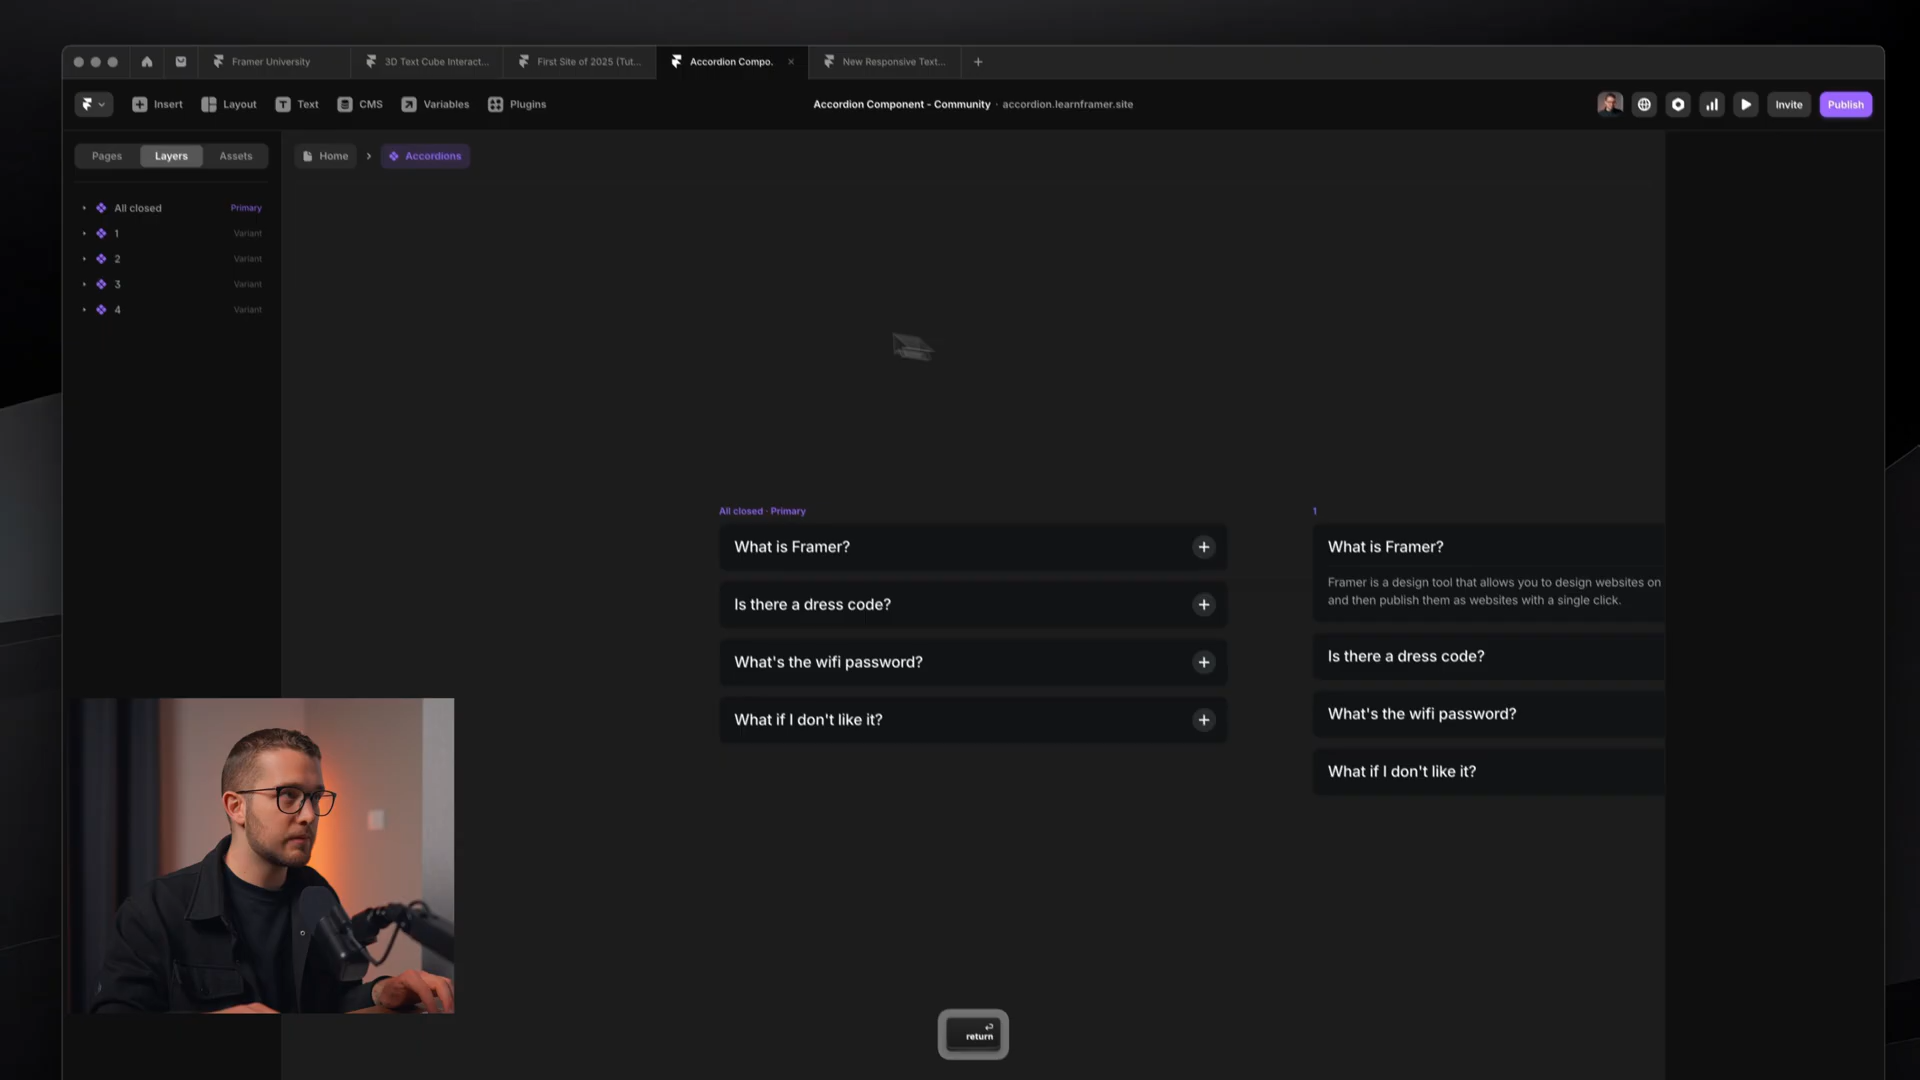 Framer University
3D Text Cube Interact...
First Site of 2025 (Tut...
Accordion Compo.
New Responsive Text...
Insert
Layout
Text
CMS
Variables
Plugins
Accordion Component - Community · accordion.learnframer.site
Invite
Publish
Pages
Layers
Assets
Home
Accordions
All closed
Primary
1
Variant
2
Variant
3
Variant
4
Variant
All closed · Primary
What is Framer?
Is there a dress code?
What's the wifi password?
What if I don't like it?
1
What is Framer?
Framer is a design tool that allows you to design websites on
and then publish them as websites with a single click.
Is there a dress code?
What's the wifi password?
What if I don't like it?
return